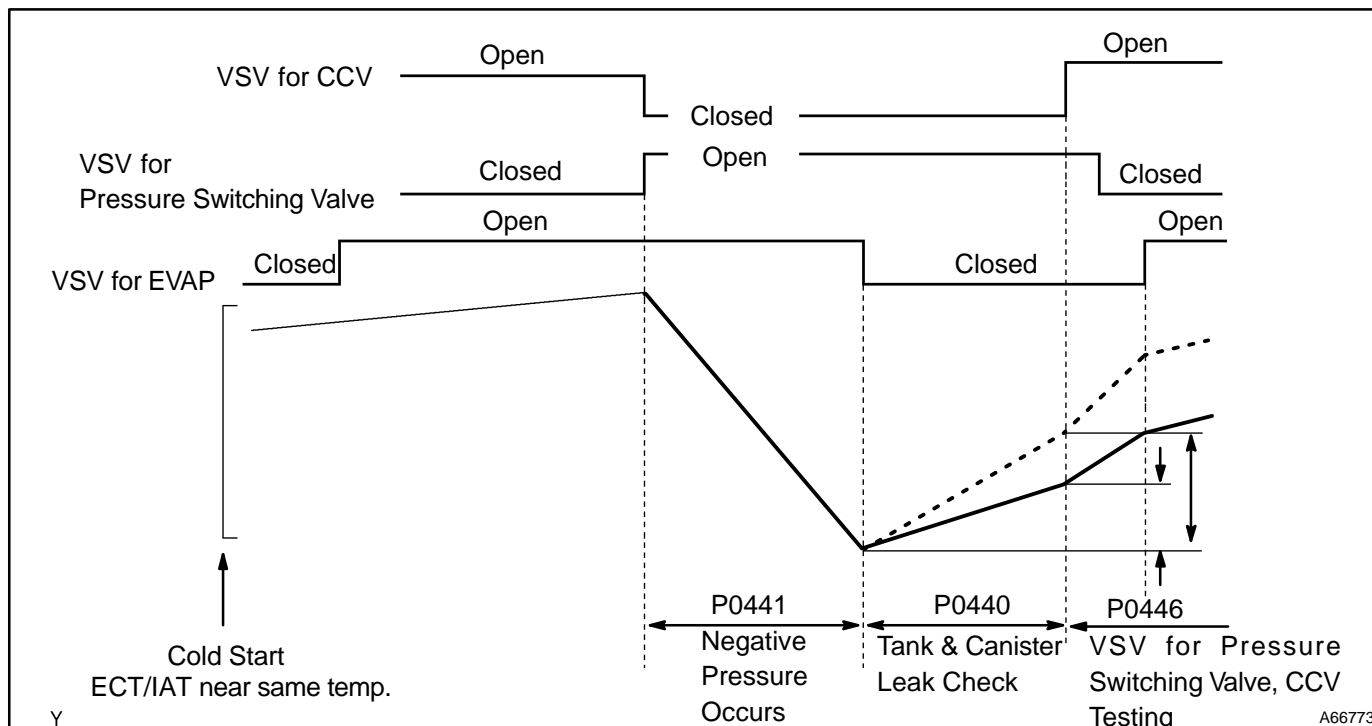 Open
Open
VSV for CCV
Closed
VSV for
Pressure Switching Valve
Open
Closed
Closed
Open
Open
VSV for EVAP
Closed
Closed
P0441
P0440
P0446
Negative
Pressure
Occurs
Tank & Canister
Leak Check
VSV for Pressure
Switching Valve, CCV
Testing
Cold Start
ECT/IAT near same temp.
Y
A66773